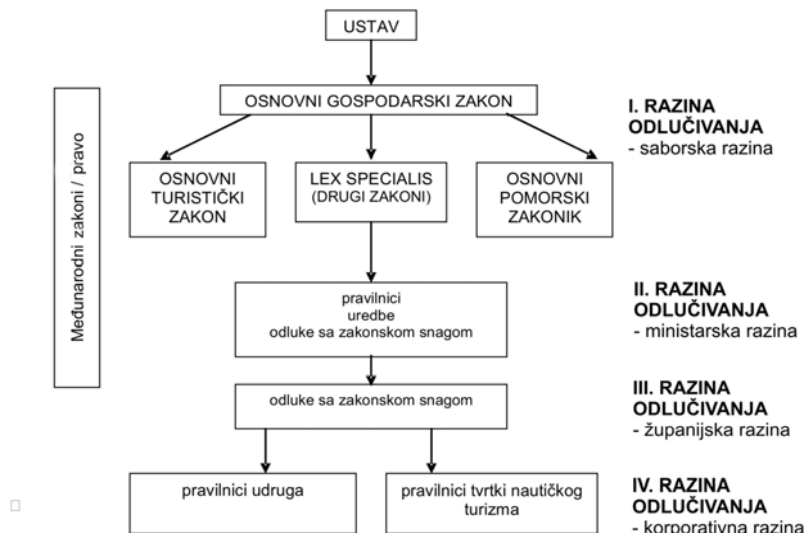 USTAV
Međunarodni zakoni / pravo
OSNOVNI GOSPODARSKI ZAKON
I. RAZINA
ODLUČIVANJA
- saborska razina
OSNOVNI
TURISTIČKI
ZAKON
LEX SPECIALIS
(DRUGI ZAKONI)
OSNOVNI
POMORSKI
ZAKONIK
pravilnici
uredbe
odluke sa zakonskom snagom
II. RAZINA
ODLUČIVANJA
- ministarska razina
odluke sa zakonskom snagom
III. RAZINA
ODLUČIVANJA
- županijska razina
pravilnici udruga
pravilnici tvrtki nautičkog
turizma
IV. RAZINA
ODLUČIVANJA
- korporativna razina